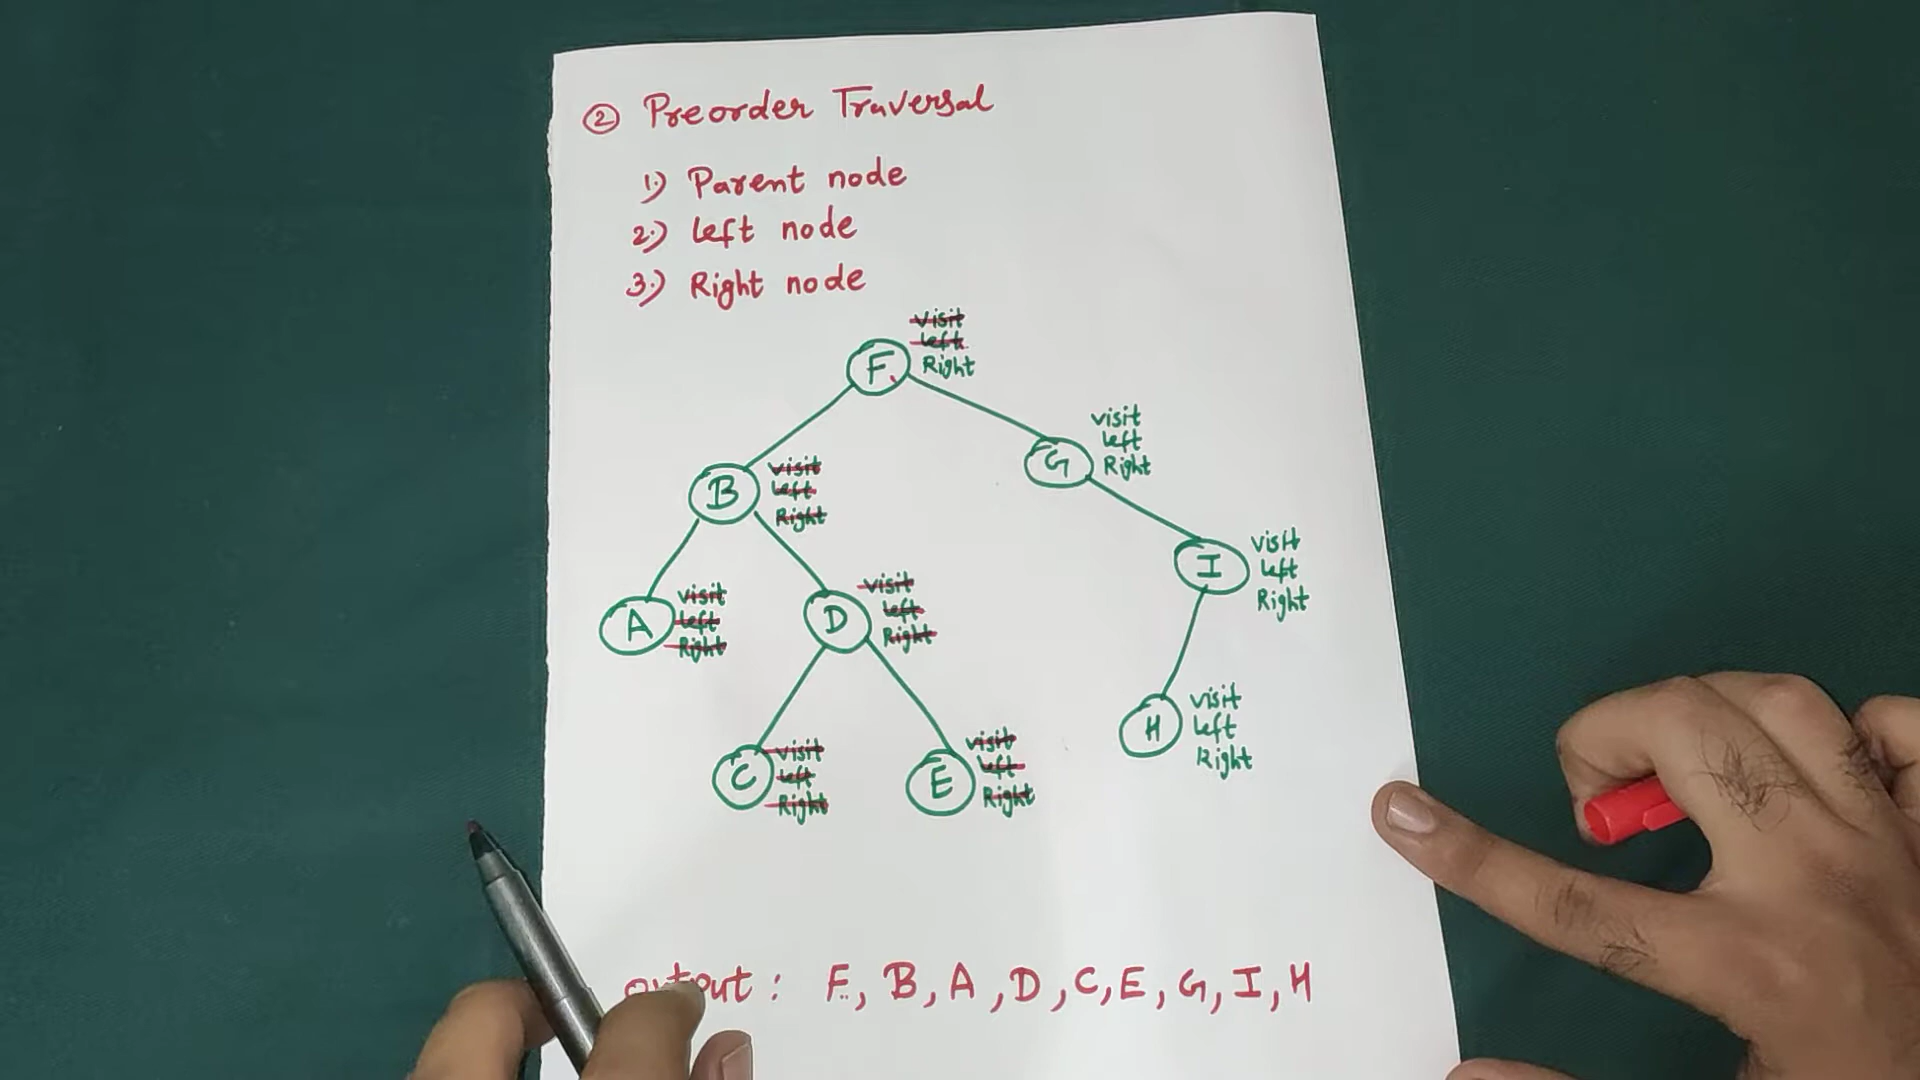 ② Preorder Truversal
1.) Parent node
2.) left node
3.) Right node
F
visit
left
Right
G
visit
left
Right
B
visit
left
Right
I
visit
left
Right
A
visit
left
Right
D
visit
left
Right
H
visit
left
Right
C
visit
left
Right
E
visit
left
Right
output : F, B, A, D, C, E, G, I, H